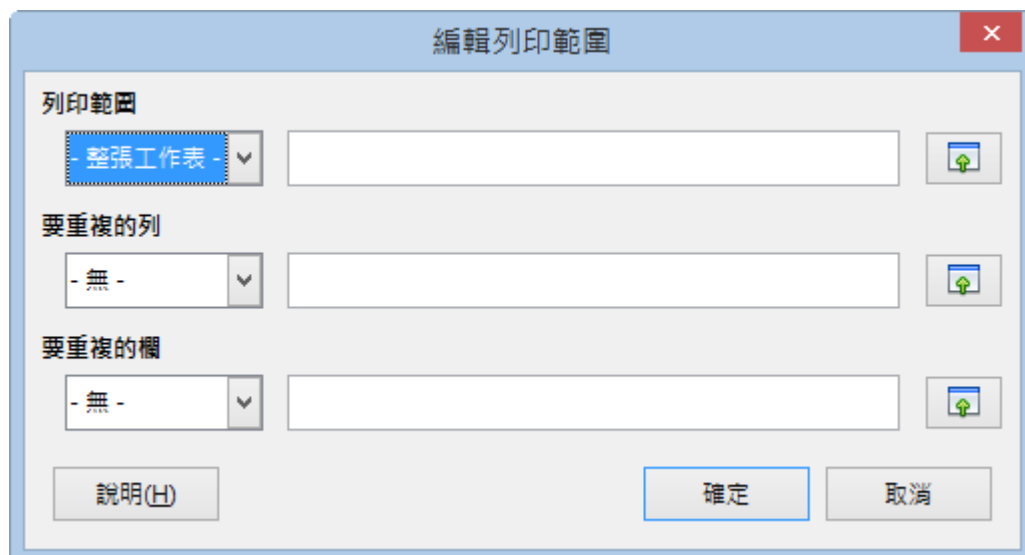 編輯列印範圍
列印範圍
- 整張工作表 -
要重複的列
- 無 -
要重複的欄
- 無 -
說明(H) 確定 取消